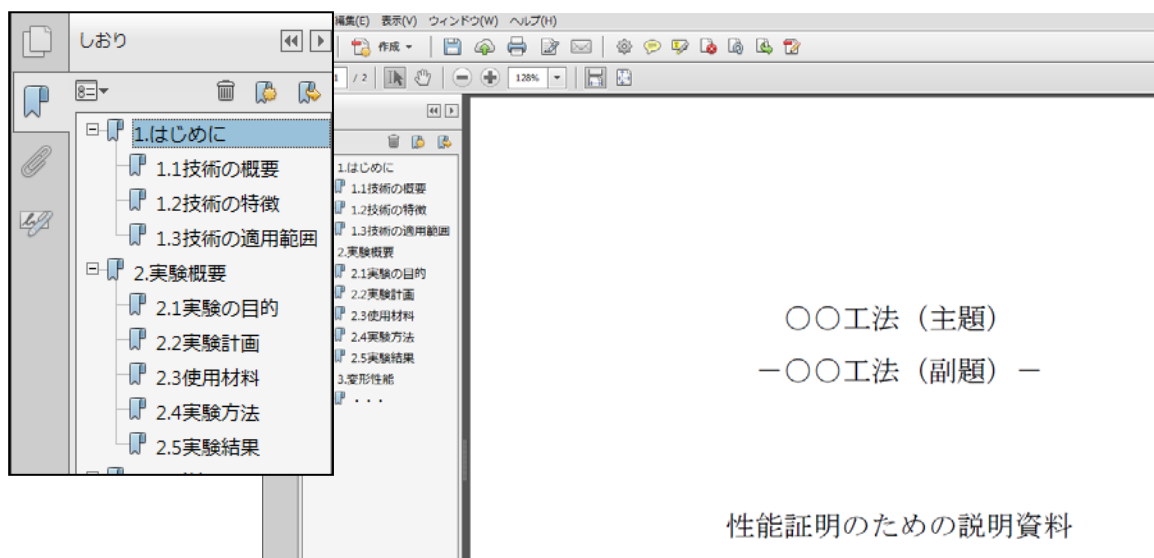 しおり
1.はじめに
1.1技術の概要
1.2技術の特徴
1.3技術の適用範囲
2.実験概要
2.1実験の目的
2.2実験計画
2.3使用材料
2.4実験方法
2.5実験結果
編集(E) 表示(V) ウィンドウ(W) ヘルプ(H)
作成
/ 2
128%
1.はじめに
1.1技術の概要
1.2技術の特徴
1.3技術の適用範囲
2.実験概要
2.1実験の目的
2.2実験計画
2.3使用材料
2.4実験方法
2.5実験結果
3.変形性能
・・・
〇〇工法（主題）
－〇〇工法（副題）－
性能証明のための説明資料